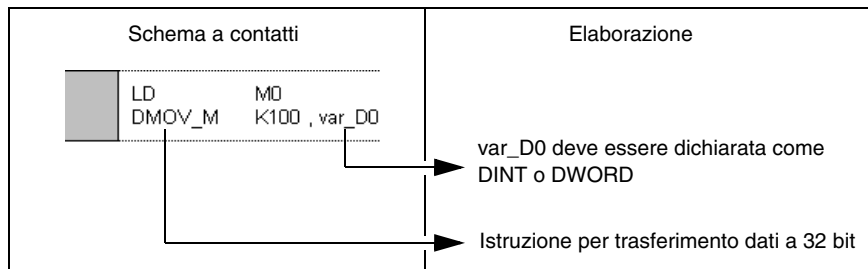 Schema a contatti
Elaborazione
LD M0
DMOV_M K100 , var_D0
var_D0 deve essere dichiarata come
DINT o DWORD
Istruzione per trasferimento dati a 32 bit